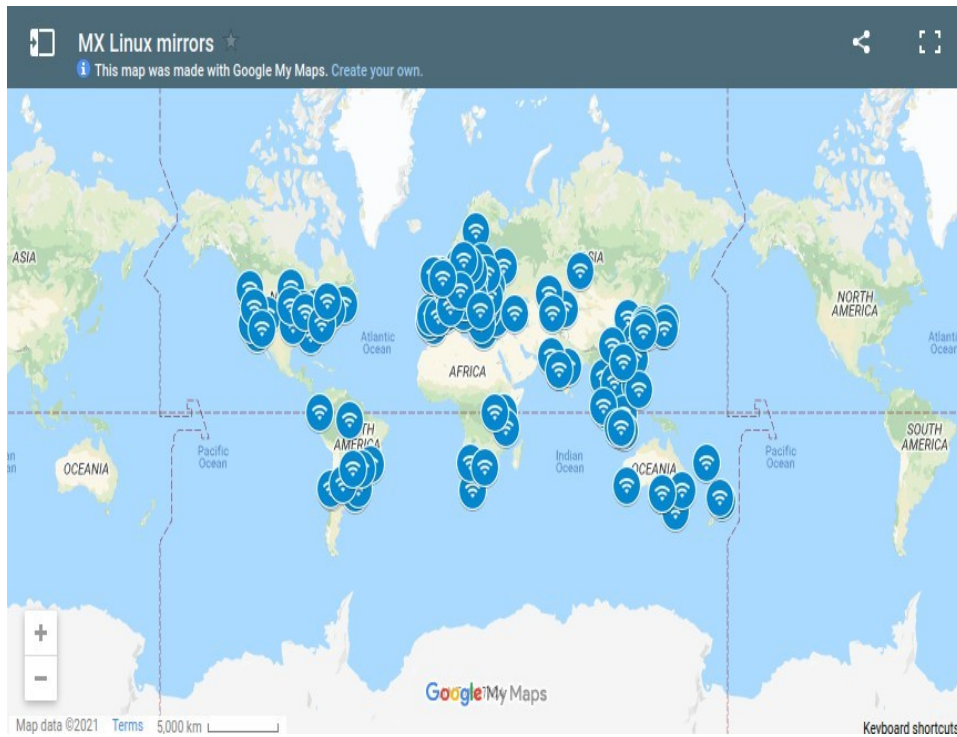 MX Linux mirrors
This map was made with Google My Maps. Create your own.
ASIA
NORTH
AMERICA
Atlantic
Ocean
AFRICA
AMERICA
Pacific
Ocean
OCEANIA
Indian
Ocean
OCEANIA
Pacific
Ocean
SOUTH
AMERICA
+
−
Google My Maps
Map data ©2021 Terms 5,000 km
Keyboard shortcuts